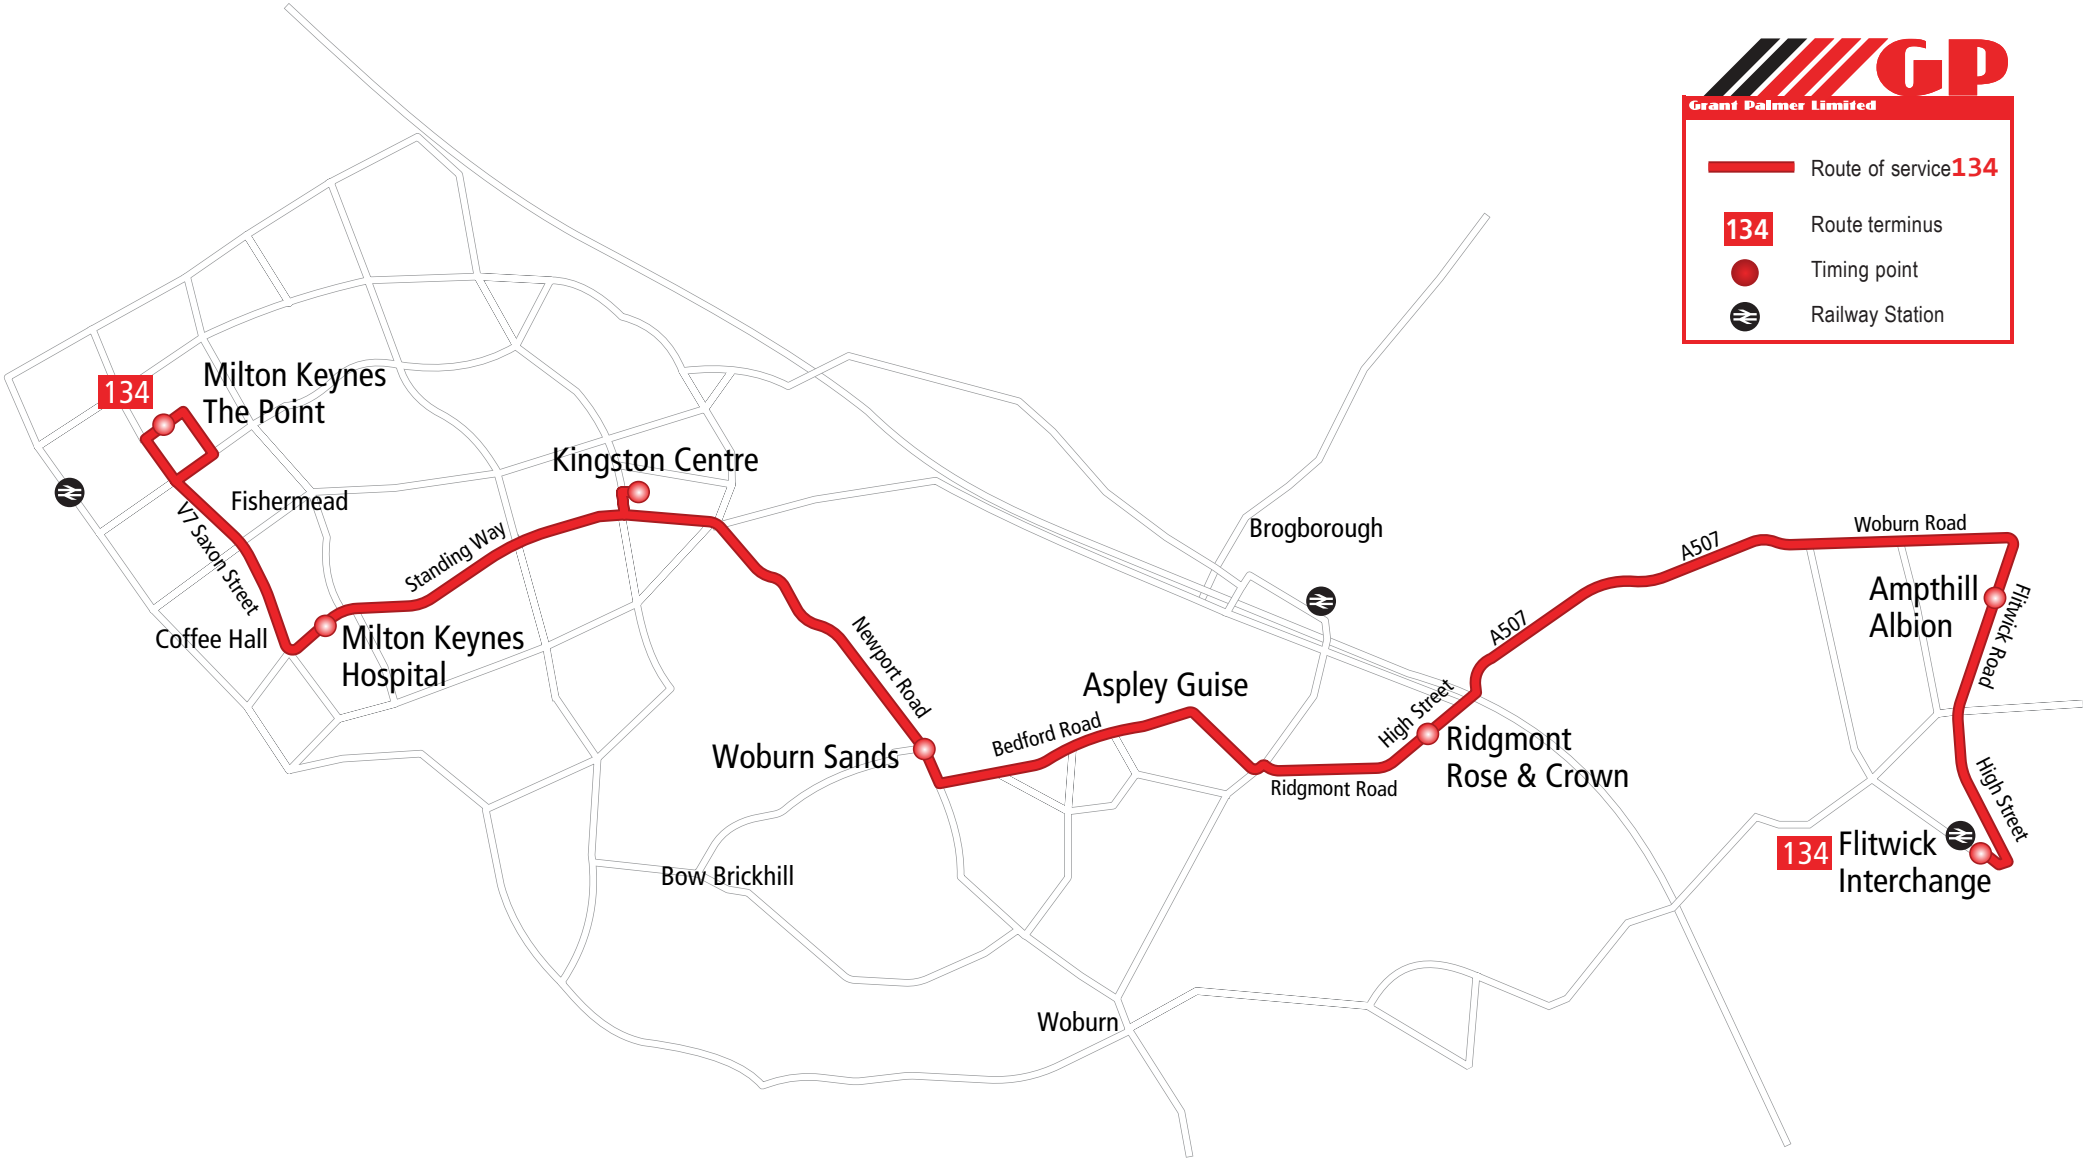 GP
Grant Palmer Limited
Route of service 134
134 Route terminus
Timing point
Railway Station
134
Milton Keynes
The Point
Fishermead
V7 Saxon Street
Coffee Hall
Milton Keynes
Hospital
Standing Way
Kingston Centre
Newport Road
Woburn Sands
Bow Brickhill
Bedford Road
Aspley Guise
Woburn
Brogborough
Ridgmont Road
High Street
Ridgmont
Rose & Crown
A507
A507
Woburn Road
Ampthill
Albion
Flitwick Road
High Street
134
Flitwick
Interchange